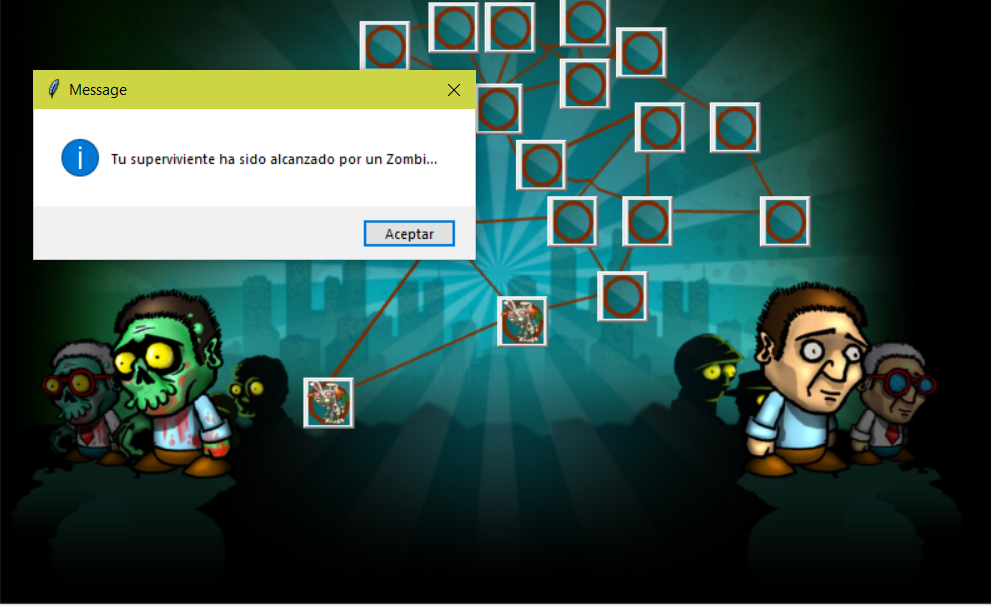 Message
Tu superviviente ha sido alcanzado por un Zombi...
Aceptar